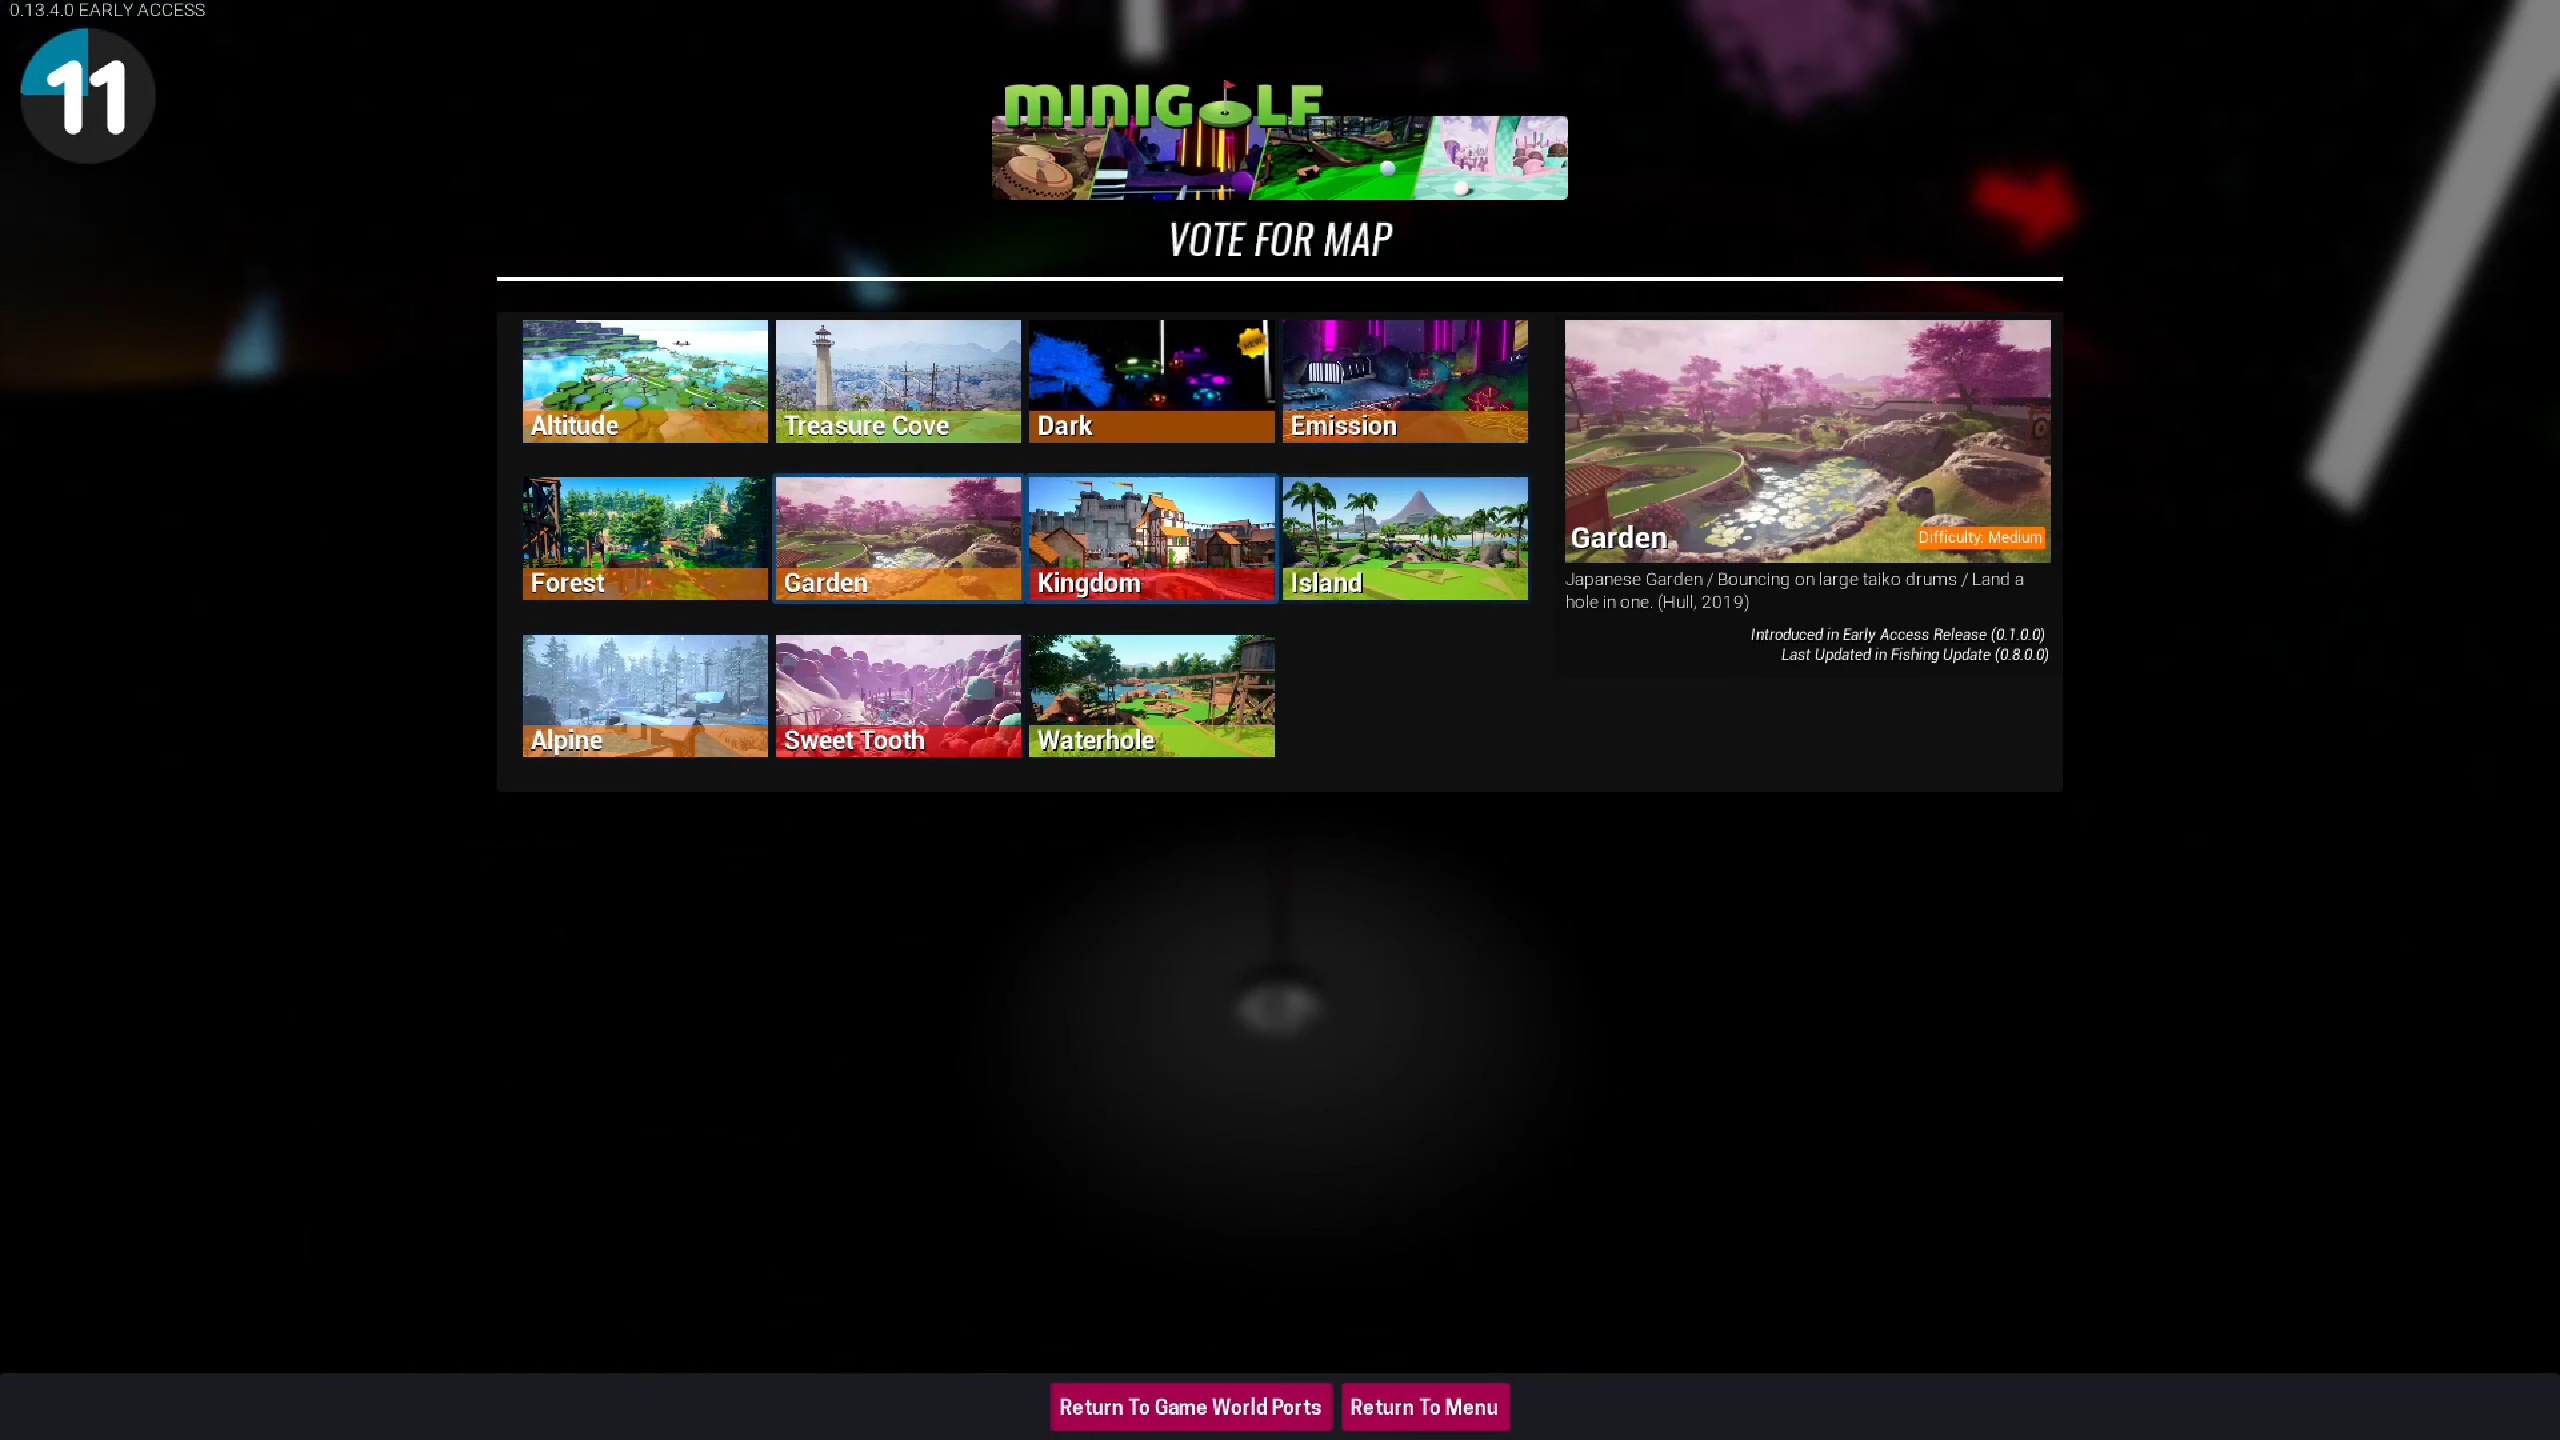 0.13.4.0 EARLY ACCESS
11
MINIGOLF
VOTE FOR MAP
Altitude
Treasure Cove
Dark
NEW
Emission
Forest
Garden
Kingdom
Island
Alpine
Sweet Tooth
Waterhole
Garden
Difficulty: Medium
Japanese Garden / Bouncing on large taiko drums / Land a
hole in one. (Hull, 2019)
Introduced in Early Access Release (0.1.0.0)
Last Updated in Fishing Update (0.8.0.0)
Return To Game World Ports
Return To Menu